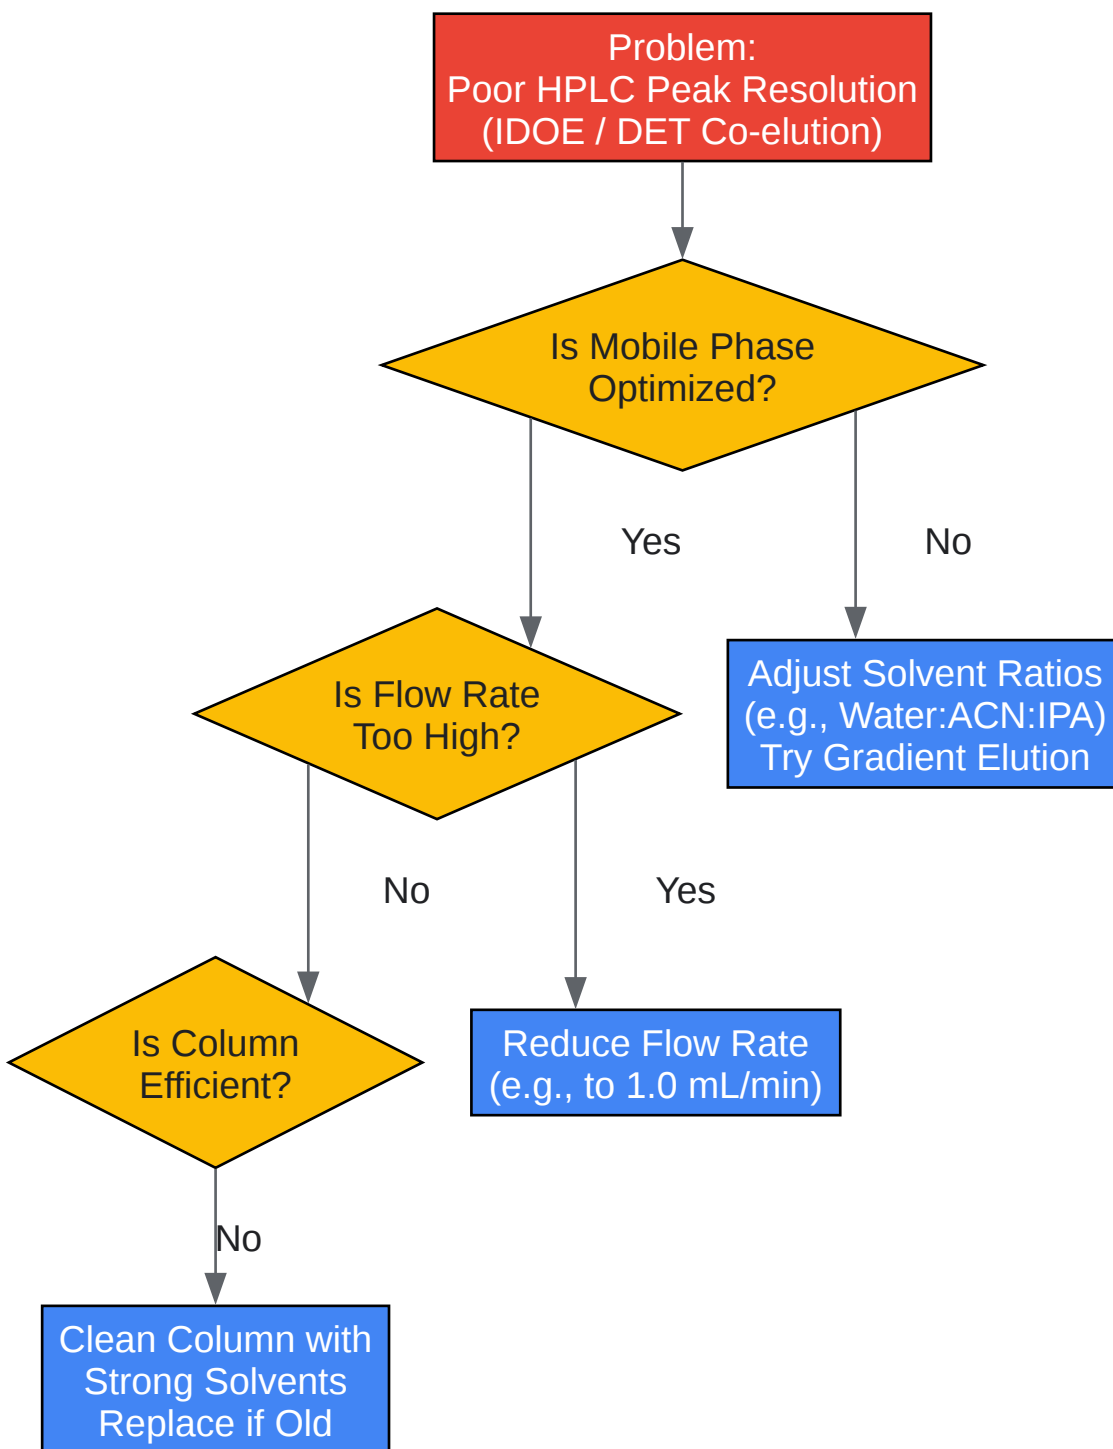 Problem:
Poor HPLC Peak Resolution
(IDOE / DET Co-elution)
Is Mobile Phase
Optimized?
Yes
No
Is Flow Rate
Too High?
Adjust Solvent Ratios
(e.g., Water:ACN:IPA)
Try Gradient Elution
No
Yes
Is Column
Efficient?
Reduce Flow Rate
(e.g., to 1.0 mL/min)
No
Clean Column with
Strong Solvents
Replace if Old